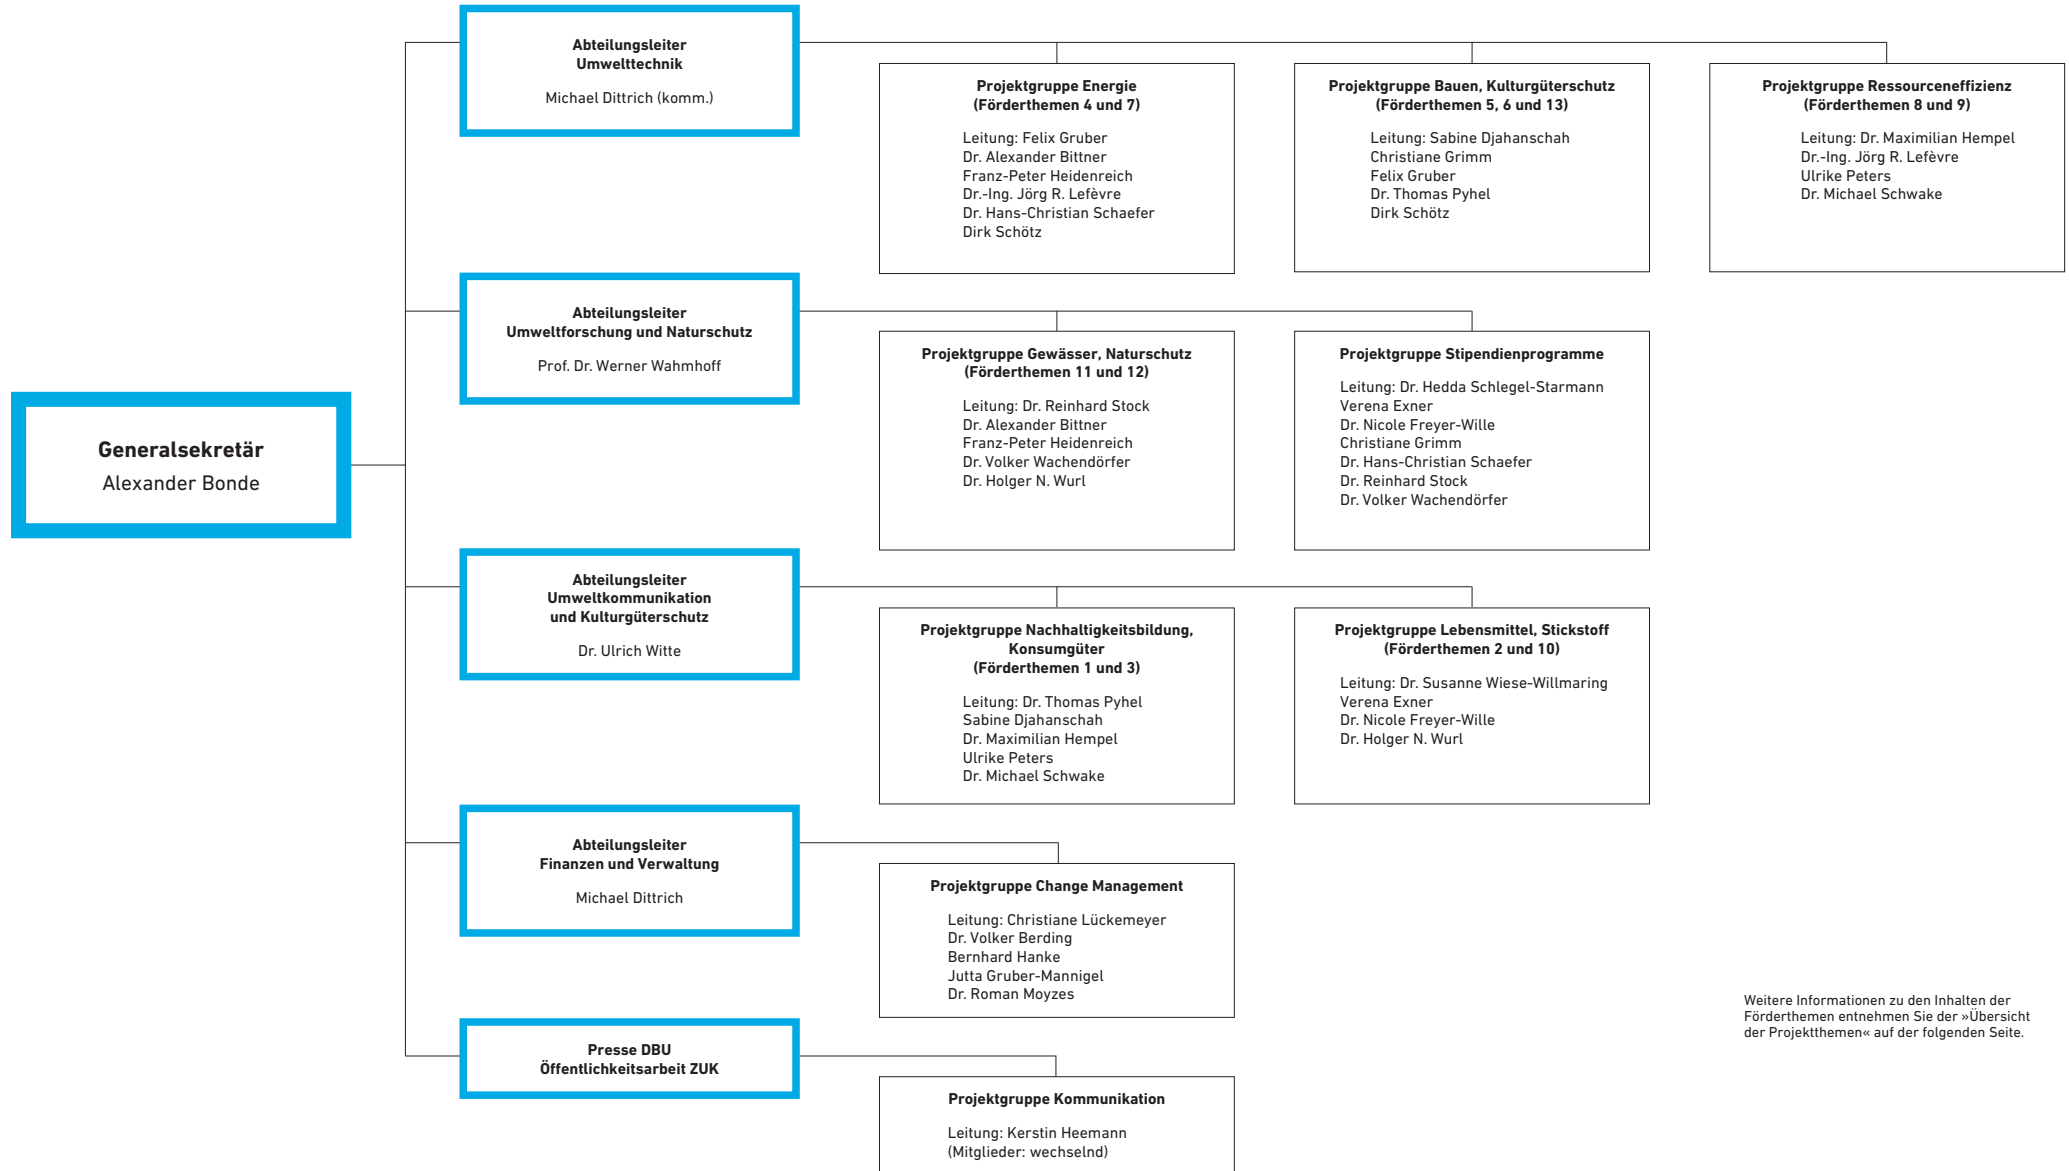 Generalsekretär
Alexander Bonde
Abteilungsleiter
Umwelttechnik
Michael Dittrich (komm.)
Projektgruppe Energie
(Förderthemen 4 und 7)
Leitung: Felix Gruber
Dr. Alexander Bittner
Franz-Peter Heidenreich
Dr.-Ing. Jörg R. Lefèvre
Dr. Hans-Christian Schaefer
Dirk Schötz
Projektgruppe Bauen, Kulturgüterschutz
(Förderthemen 5, 6 und 13)
Leitung: Sabine Djahanschah
Christiane Grimm
Felix Gruber
Dr. Thomas Pyhel
Dirk Schötz
Projektgruppe Ressourceneffizienz
(Förderthemen 8 und 9)
Leitung: Dr. Maximilian Hempel
Dr.-Ing. Jörg R. Lefèvre
Ulrike Peters
Dr. Michael Schwake
Abteilungsleiter
Umweltforschung und Naturschutz
Prof. Dr. Werner Wahmhoff
Projektgruppe Gewässer, Naturschutz
(Förderthemen 11 und 12)
Leitung: Dr. Reinhard Stock
Dr. Alexander Bittner
Franz-Peter Heidenreich
Dr. Volker Wachendörfer
Dr. Holger N. Wurl
Projektgruppe Stipendienprogramme
Leitung: Dr. Hedda Schlegel-Starmann
Verena Exner
Dr. Nicole Freyer-Wille
Christiane Grimm
Dr. Hans-Christian Schaefer
Dr. Reinhard Stock
Dr. Volker Wachendörfer
Abteilungsleiter
Umweltkommunikation
und Kulturgüterschutz
Dr. Ulrich Witte
Projektgruppe Nachhaltigkeitsbildung,
Konsumgüter
(Förderthemen 1 und 3)
Leitung: Dr. Thomas Pyhel
Sabine Djahanschah
Dr. Maximilian Hempel
Ulrike Peters
Dr. Michael Schwake
Projektgruppe Lebensmittel, Stickstoff
(Förderthemen 2 und 10)
Leitung: Dr. Susanne Wiese-Willmaring
Verena Exner
Dr. Nicole Freyer-Wille
Dr. Holger N. Wurl
Abteilungsleiter
Finanzen und Verwaltung
Michael Dittrich
Projektgruppe Change Management
Leitung: Christiane Lückemeyer
Dr. Volker Berding
Bernhard Hanke
Jutta Gruber-Mannigel
Dr. Roman Moyzes
Presse DBU
Öffentlichkeitsarbeit ZUK
Projektgruppe Kommunikation
Leitung: Kerstin Heemann
(Mitglieder: wechselnd)
Weitere Informationen zu den Inhalten der
Förderthemen entnehmen Sie der »Übersicht
der Projektthemen« auf der folgenden Seite.